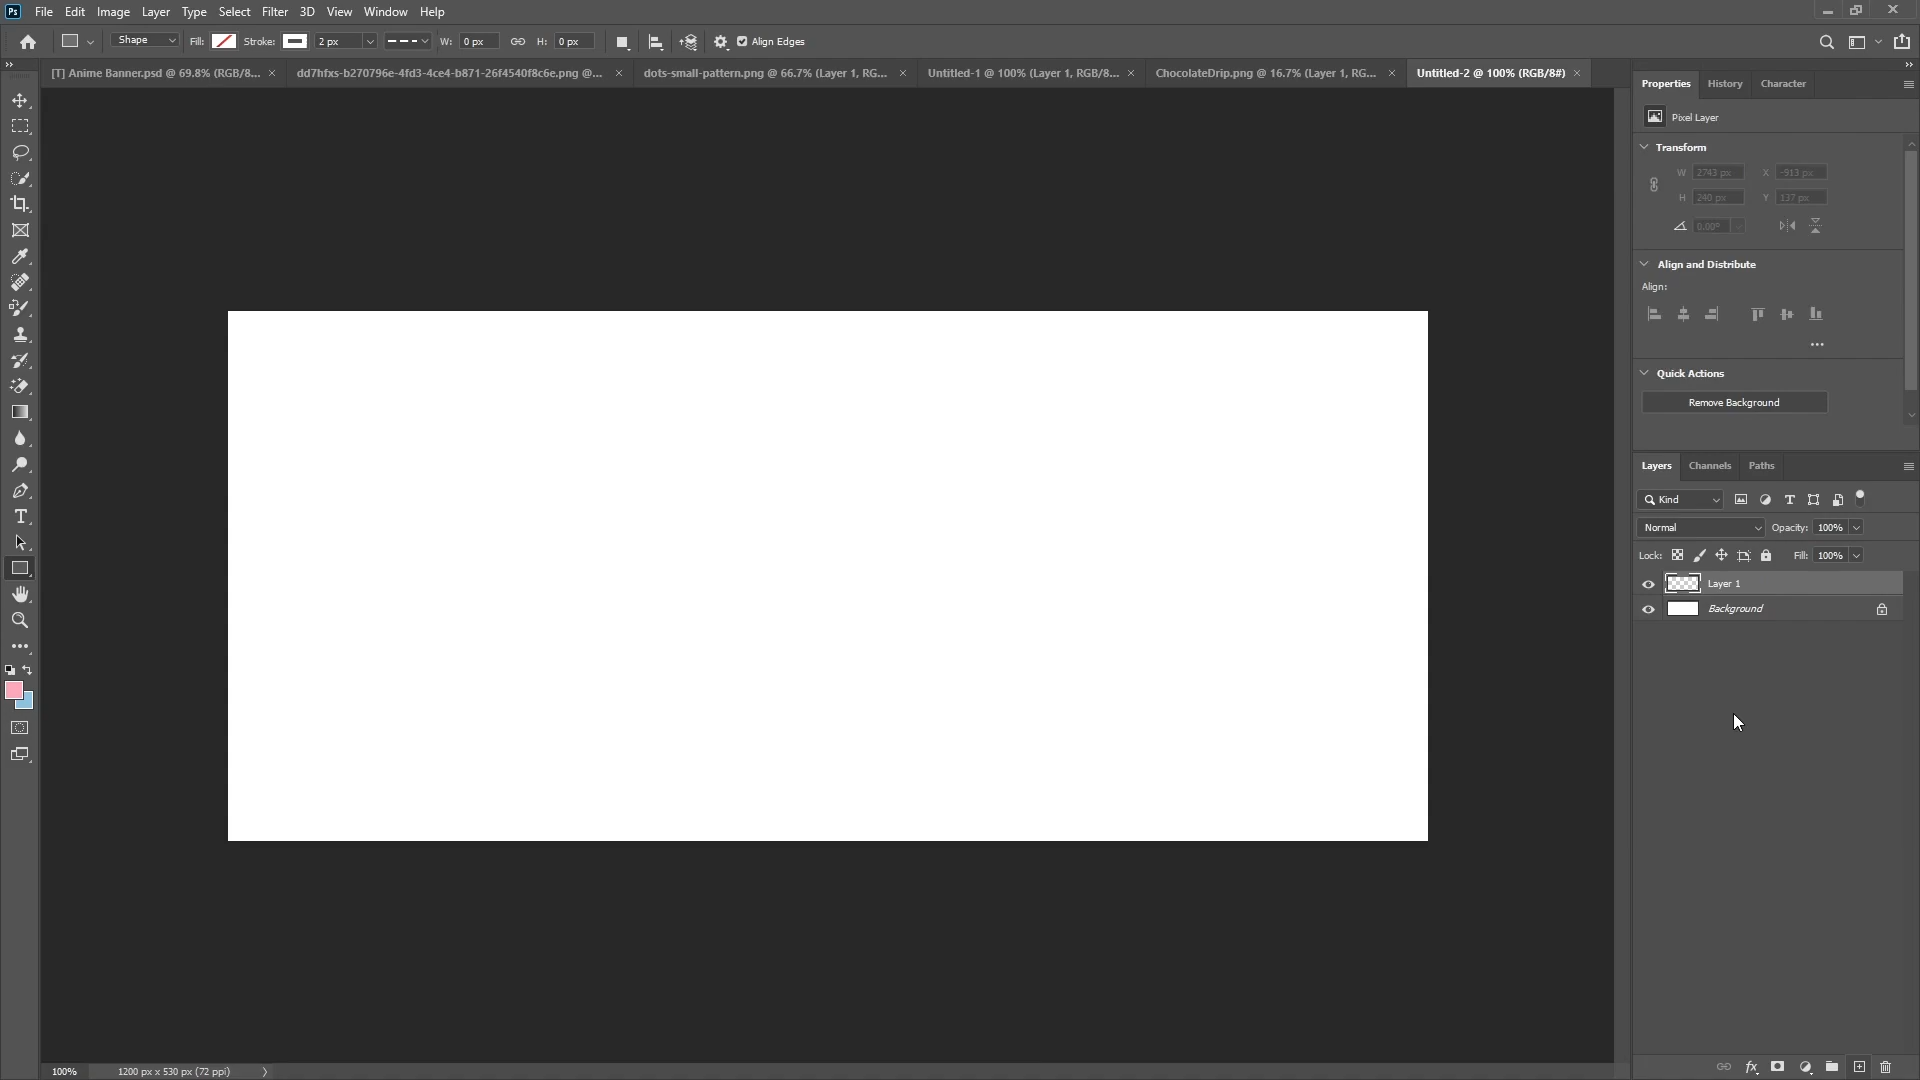 Ps File Edit Image Layer Type Select Filter 3D View Window Help
Shape Fill: Stroke: 2 px W: 0 px H: 0 px Align Edges
[T] Anime Banner.psd @ 69.8% (RGB/8... × dd7hfxs-b270796e-4fd3-4ce4-b871-26f4540f8c6e.png @... × dots-small-pattern.png @ 66.7% (Layer 1, RG... × Untitled-1 @ 100% (Layer 1, RGB/8... × ChocolateDrip.png @ 16.7% (Layer 1, RG... × Untitled-2 @ 100% (RGB/8#) ×
Properties History Character
Pixel Layer
Transform
W 2743 px X -913 px
H 240 px Y 137 px
0.00°
Align and Distribute
Align:
Quick Actions
Remove Background
Layers Channels Paths
Kind
Normal Opacity: 100%
Lock: Fill: 100%
Layer 1
Background
100% 1200 px x 530 px (72 ppi)